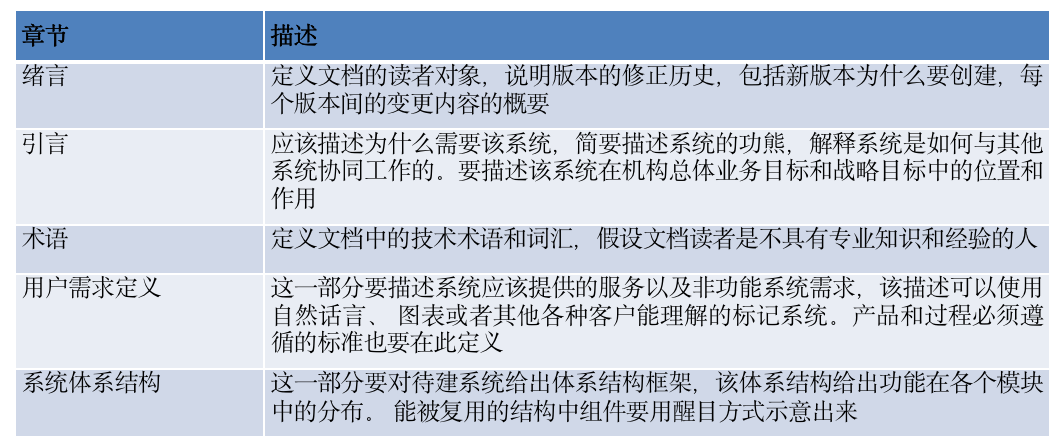 章节 描述
绪言 定义文档的读者对象，说明版本的修正历史，包括新版本为什么要创建，每
个版本间的变更内容的概要
引言 应该描述为什么需要该系统，简要描述系统的功熊，解释系统是如何与其他
系统协同工作的。要描述该系统在机构总体业务目标和战略目标中的位置和
作用
术语 定义文档中的技术术语和词汇，假设文档读者是不具有专业知识和经验的人
用户需求定义 这一部分要描述系统应该提供的服务以及非功能系统需求，该描述可以使用
自然话言、 图表或者其他各种客户能理解的标记系统。产品和过程必须遵
循的标准也要在此定义
系统体系结构 这一部分要对待建系统给出体系结构框架，该体系结构给出功能在各个模块
中的分布。 能被复用的结构中组件要用醒目方式示意出来